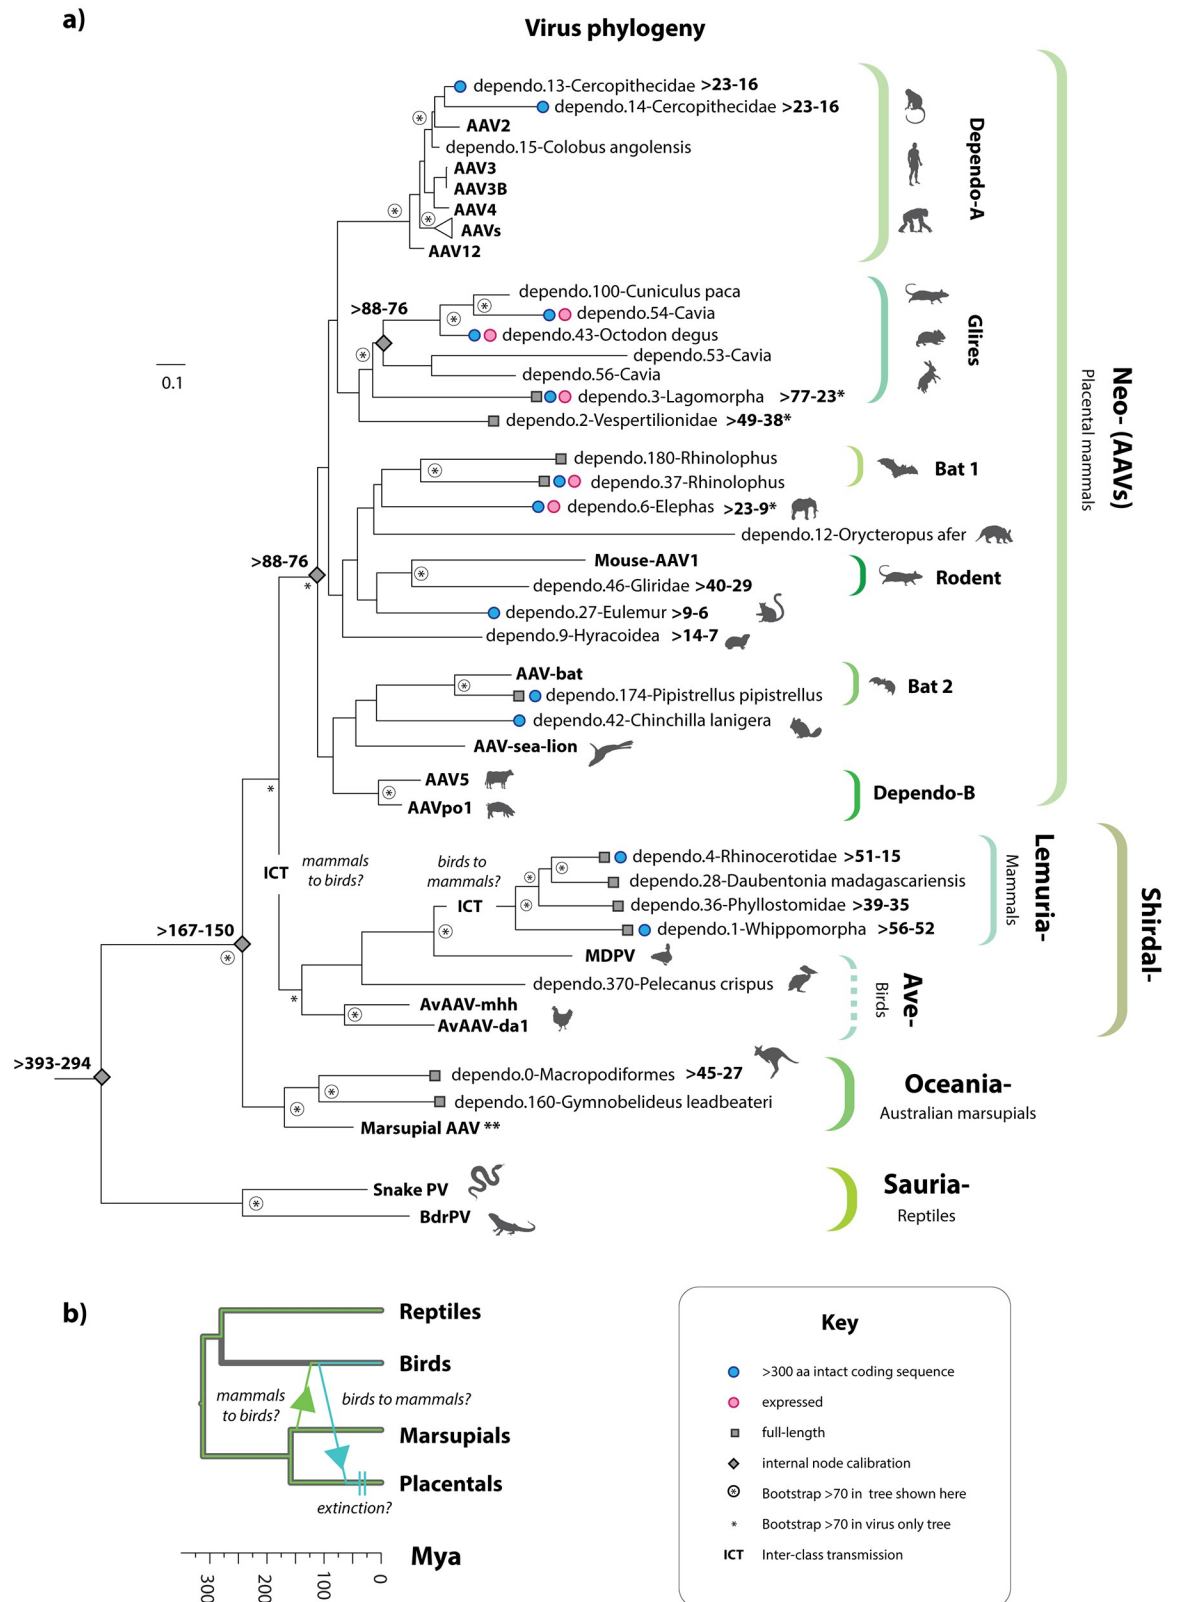 a)
Virus phylogeny
dependo.13-Cercopithecidae >23-16
dependo.14-Cercopithecidae >23-16
AAV2
dependo.15-Colobus angolensis
AAV3
AAV3B
AAV4
AAVs
AAV12
Dependo-A
dependo.100-Cuniculus paca
>88-76
dependo.54-Cavia
dependo.43-Octodon degus
dependo.53-Cavia
dependo.56-Cavia
dependo.3-Lagomorpha >77-23*
Glires
0.1
dependo.2-Vespertilionidae >49-38*
Neo- (AAVs)
Placental mammals
dependo.180-Rhinolophus
dependo.37-Rhinolophus
Bat 1
dependo.6-Elephas >23-9*
dependo.12-Orycteropus afer
>88-76
*
Mouse-AAV1
dependo.46-Gliridae >40-29
Rodent
dependo.27-Eulemur >9-6
dependo.9-Hyracoidea >14-7
AAV-bat
dependo.174-Pipistrellus pipistrellus
Bat 2
dependo.42-Chinchilla lanigera
AAV-sea-lion
AAV5
AAVpo1
Dependo-B
*
ICT
mammals
to birds?
birds to
mammals?
ICT
dependo.4-Rhinocerotidae >51-15
dependo.28-Daubentonia madagascariensis
dependo.36-Phyllostomidae >39-35
dependo.1-Whippomorpha >56-52
Lemuria-
Mammals
Shirdal-
>167-150
MDPV
dependo.370-Pelecanus crispus
*
AvAAV-mhh
AvAAV-da1
Ave-
Birds
>393-294
dependo.0-Macropodiformes >45-27
dependo.160-Gymnobelideus leadbeateri
Marsupial AAV **
Oceania-
Australian marsupials
Snake PV
BdrPV
Sauria-
Reptiles
b)
Reptiles
Birds
mammals
to birds?
birds to mammals?
Marsupials
Placentals
extinction?
Mya
300 200 100 0
Key
>300 aa intact coding sequence
expressed
full-length
internal node calibration
* Bootstrap >70 in tree shown here
* Bootstrap >70 in virus only tree
ICT Inter-class transmission